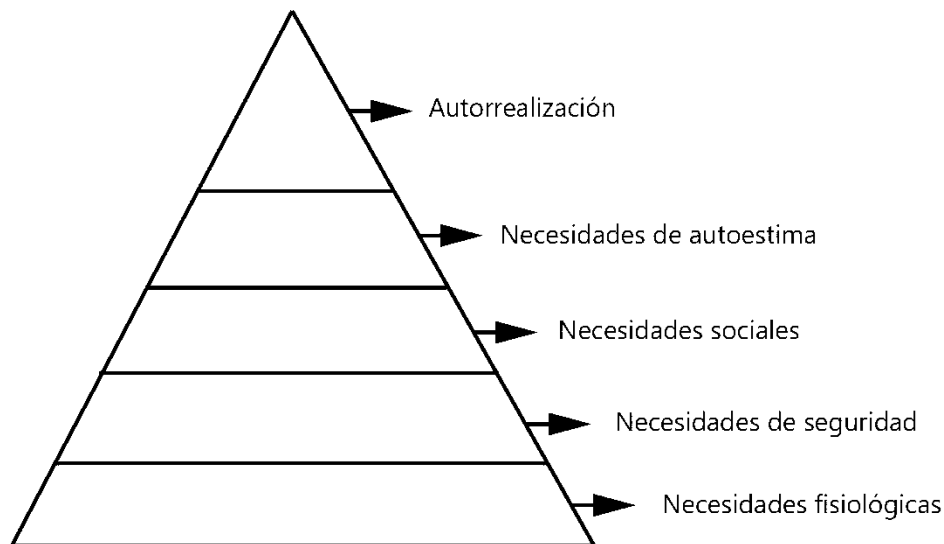 Autorrealización
Necesidades de autoestima
Necesidades sociales
Necesidades de seguridad
Necesidades fisiológicas